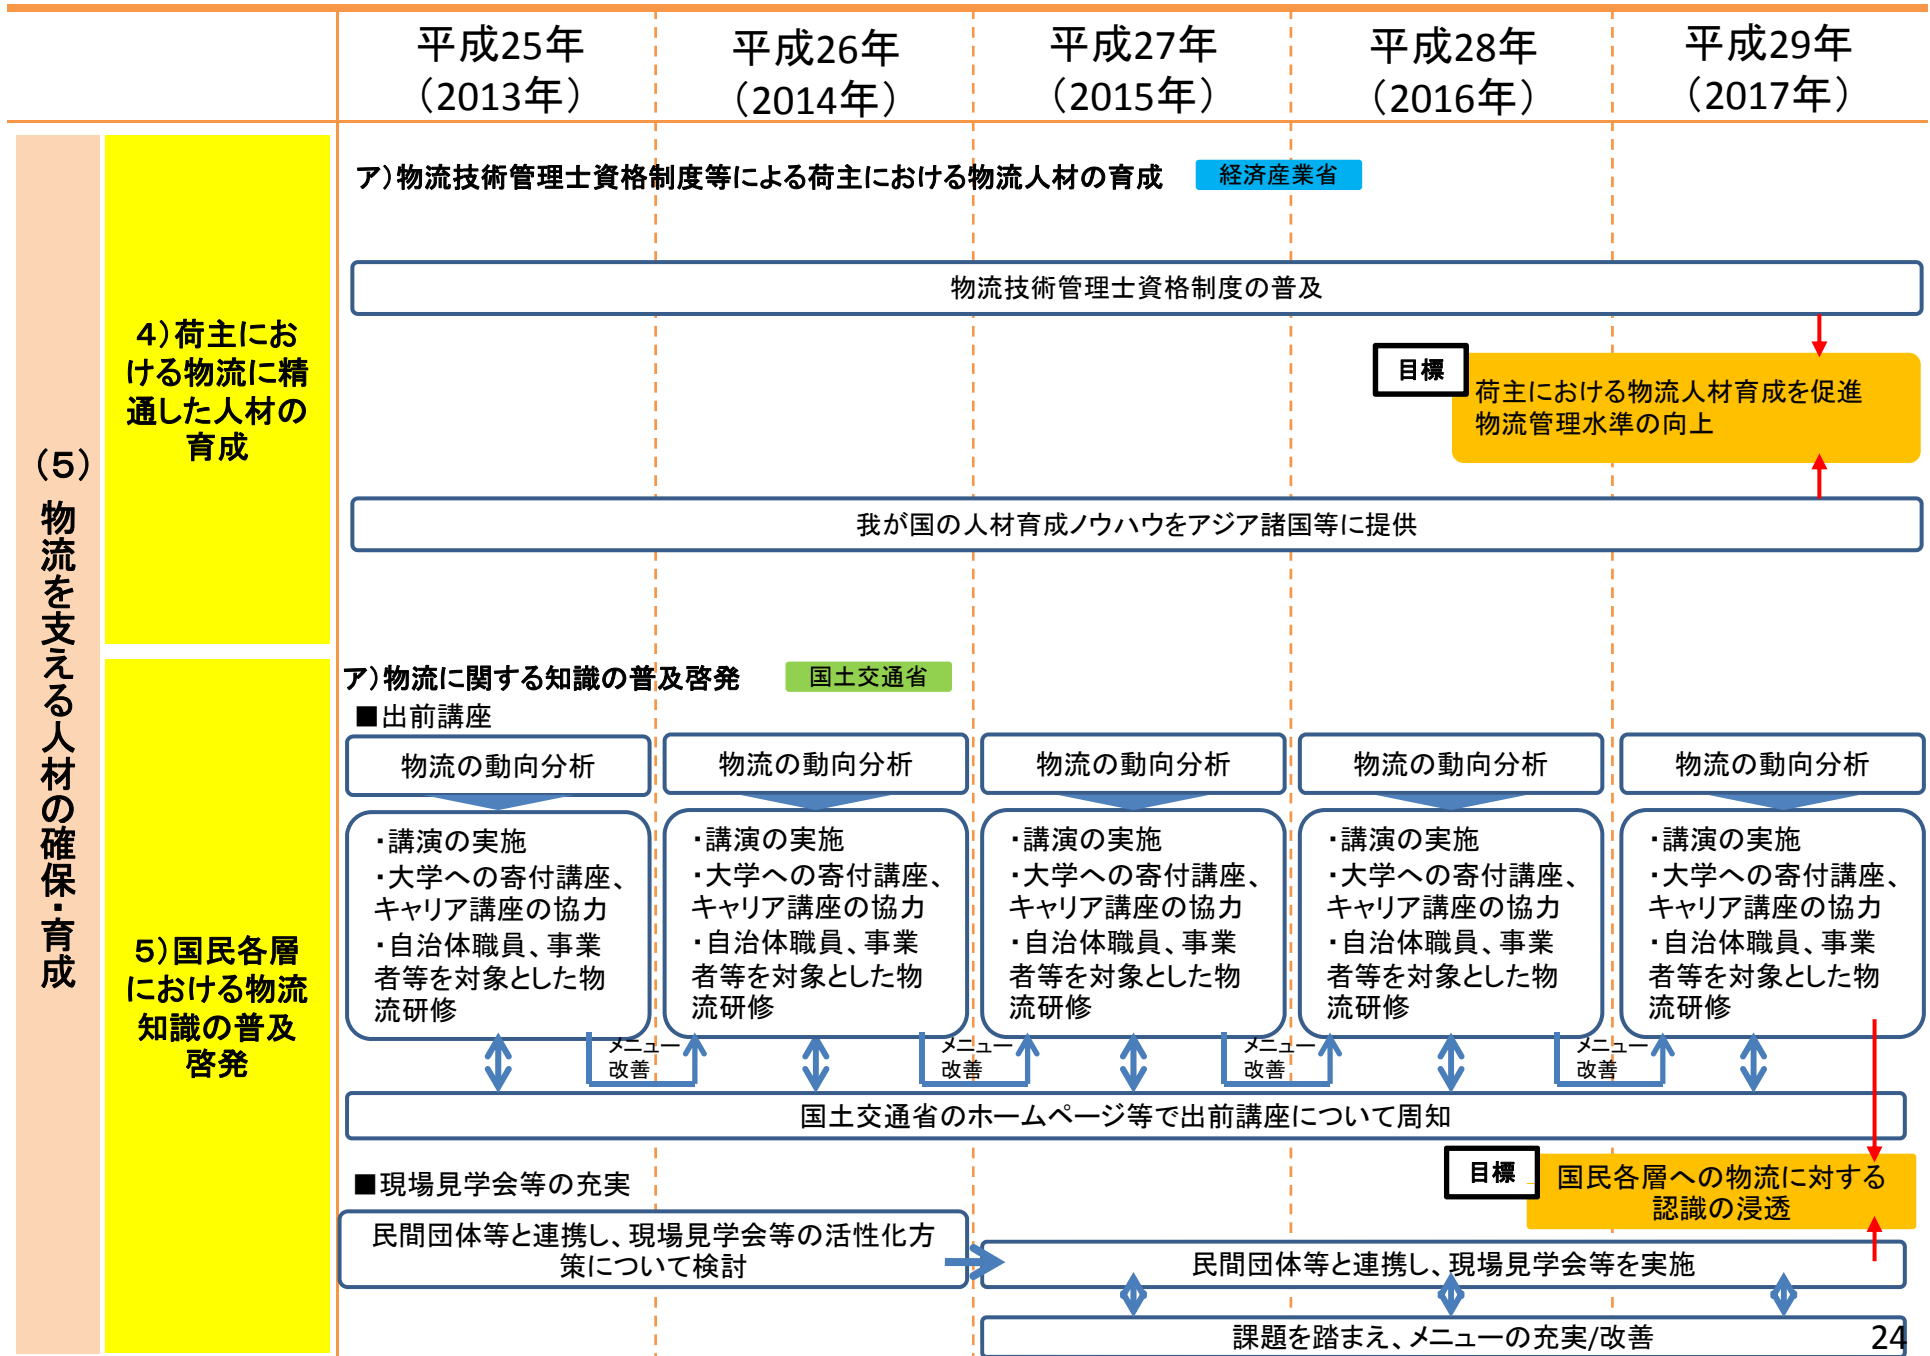 平成25年
(2013年)
平成26年
(2014年)
平成27年
(2015年)
平成28年
(2016年)
平成29年
(2017年)
(5)物流を支える人材の確保・育成
4)荷主にお
ける物流に精
通した人材の
育成
ア)物流技術管理士資格制度等による荷主における物流人材の育成
経済産業省
物流技術管理士資格制度の普及
目標
荷主における物流人材育成を促進
物流管理水準の向上
我が国の人材育成ノウハウをアジア諸国等に提供
5)国民各層
における物流
知識の普及
啓発
ア)物流に関する知識の普及啓発
国土交通省
■出前講座
物流の動向分析
物流の動向分析
物流の動向分析
物流の動向分析
物流の動向分析
・講演の実施
・大学への寄付講座、
キャリア講座の協力
・自治体職員、事業
者等を対象とした物
流研修
・講演の実施
・大学への寄付講座、
キャリア講座の協力
・自治体職員、事業
者等を対象とした物
流研修
・講演の実施
・大学への寄付講座、
キャリア講座の協力
・自治体職員、事業
者等を対象とした物
流研修
・講演の実施
・大学への寄付講座、
キャリア講座の協力
・自治体職員、事業
者等を対象とした物
流研修
・講演の実施
・大学への寄付講座、
キャリア講座の協力
・自治体職員、事業
者等を対象とした物
流研修
メニュー
改善
メニュー
改善
メニュー
改善
メニュー
改善
国土交通省のホームページ等で出前講座について周知
■現場見学会等の充実
目標
国民各層への物流に対する
認識の浸透
民間団体等と連携し、現場見学会等の活性化方
策について検討
民間団体等と連携し、現場見学会等を実施
課題を踏まえ、メニューの充実/改善
24